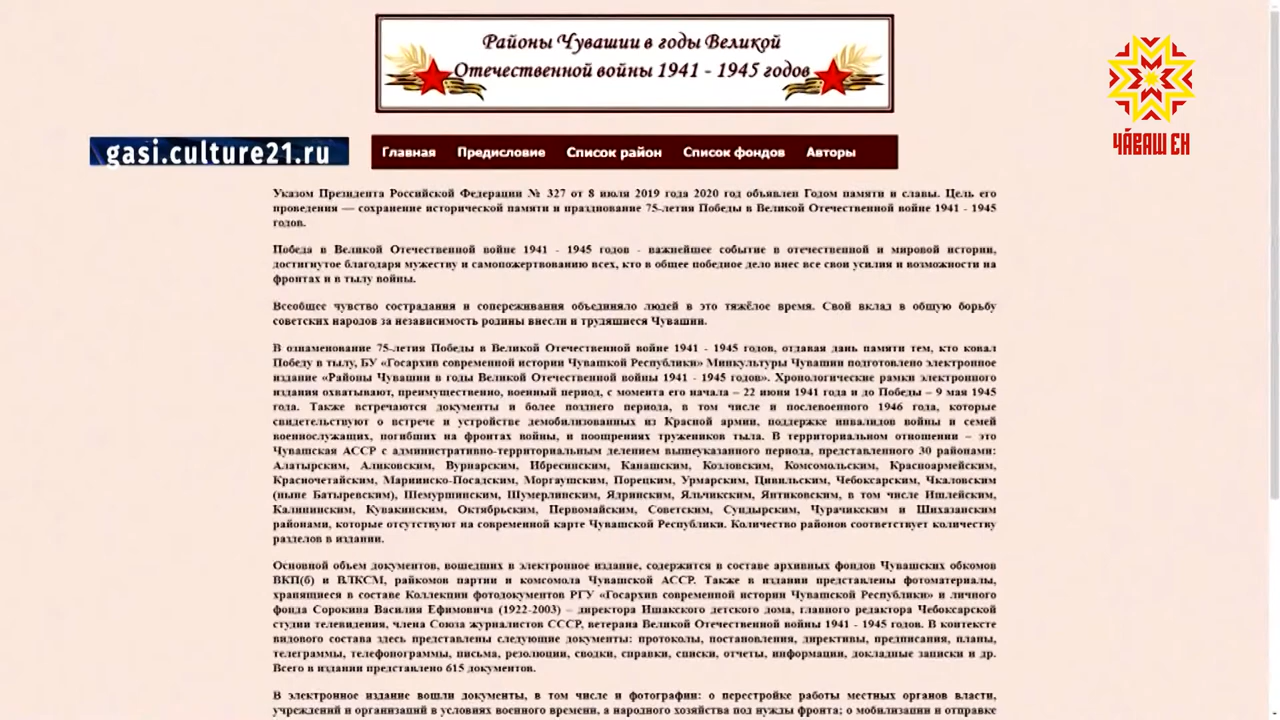 Районы Чувашии в годы Великой
Отечественной войны 1941 - 1945 годов
ЧӐВАШ ЕН
gasi.culture21.ru
Главная Предисловие Список район Список фондов Авторы
Указом Президента Российской Федерации № 327 от 8 июля 2019 года 2020 год объявлен Годом памяти и славы. Цель его
проведения — сохранение исторической памяти и празднование 75-летия Победы в Великой Отечественной войне 1941 - 1945
годов.
Победа в Великой Отечественной войне 1941 - 1945 годов - важнейшее событие в отечественной и мировой истории,
достигнутое благодаря мужеству и самопожертвованию всех, кто в общее победное дело внес все свои усилия и возможности на
фронтах и в тылу войны.
Всеобщее чувство сострадания и сопереживания объединяло людей в это тяжёлое время. Свой вклад в общую борьбу
советских народов за независимость родины внесли и трудящиеся Чувашии.
В ознаменование 75-летия Победы в Великой Отечественной войне 1941 - 1945 годов, отдавая дань памяти тем, кто ковал
Победу в тылу, БУ «Госархив современной истории Чувашкой Республики» Минкультуры Чувашии подготовлено электронное
издание «Районы Чувашии в годы Великой Отечественной войны 1941 - 1945 годов». Хронологические рамки электронного
издания охватывают, преимущественно, военный период, с момента его начала – 22 июня 1941 года и до Победы – 9 мая 1945
года. Также встречаются документы и более позднего периода, в том числе и послевоенного 1946 года, которые
свидетельствуют о встрече и устройстве демобилизованных из Красной армии, поддержке инвалидов войны и семей
военнослужащих, погибших на фронтах войны, и поощрениях тружеников тыла. В территориальном отношении – это
Чувашская АССР с административно-территориальным делением вышеуказанного периода, представленного 30 районами:
Алатырским, Аликовским, Вурнарским, Ибресинским, Канашским, Козловским, Комсомольским, Красноармейским,
Красночетайским, Мариинско-Посадским, Моргаушским, Порецким, Урмарским, Цивильским, Чебоксарским, Чкаловским
(ныне Батыревским), Шемуршинским, Шумерлинским, Ядринским, Яльчикским, Янтиковским, в том числе Ишлейским,
Калининским, Кувакинским, Октябрьским, Первомайским, Советским, Сундырским, Чурачикским и Шихазанским
районами, которые отсутствуют на современной карте Чувашской Республики. Количество районов соответствует количеству
разделов в издании.
Основной объем документов, вошедших в электронное издание, содержится в составе архивных фондов Чувашских обкомов
ВКП(б) и ВЛКСМ, райкомов партии и комсомола Чувашской АССР. Также в издании представлены фотоматериалы,
хранящиеся в составе Коллекции фотодокументов РГУ «Госархив современной истории Чувашской Республики» и личного
фонда Сорокина Василия Ефимовича (1922-2003) – директора Ишакского детского дома, главного редактора Чебоксарской
студии телевидения, члена Союза журналистов СССР, ветерана Великой Отечественной войны 1941 - 1945 годов. В контексте
видового состава здесь представлены следующие документы: протоколы, постановления, директивы, предписания, планы,
телеграммы, телефонограммы, письма, резолюции, сводки, справки, списки, отчеты, информации, докладные записки и др.
Всего в издании представлено 615 документов.
В электронное издание вошли документы, в том числе и фотографии: о перестройке работы местных органов власти,
учреждений и организаций в условиях военного времени, а народного хозяйства под нужды фронта; о мобилизации и отправке